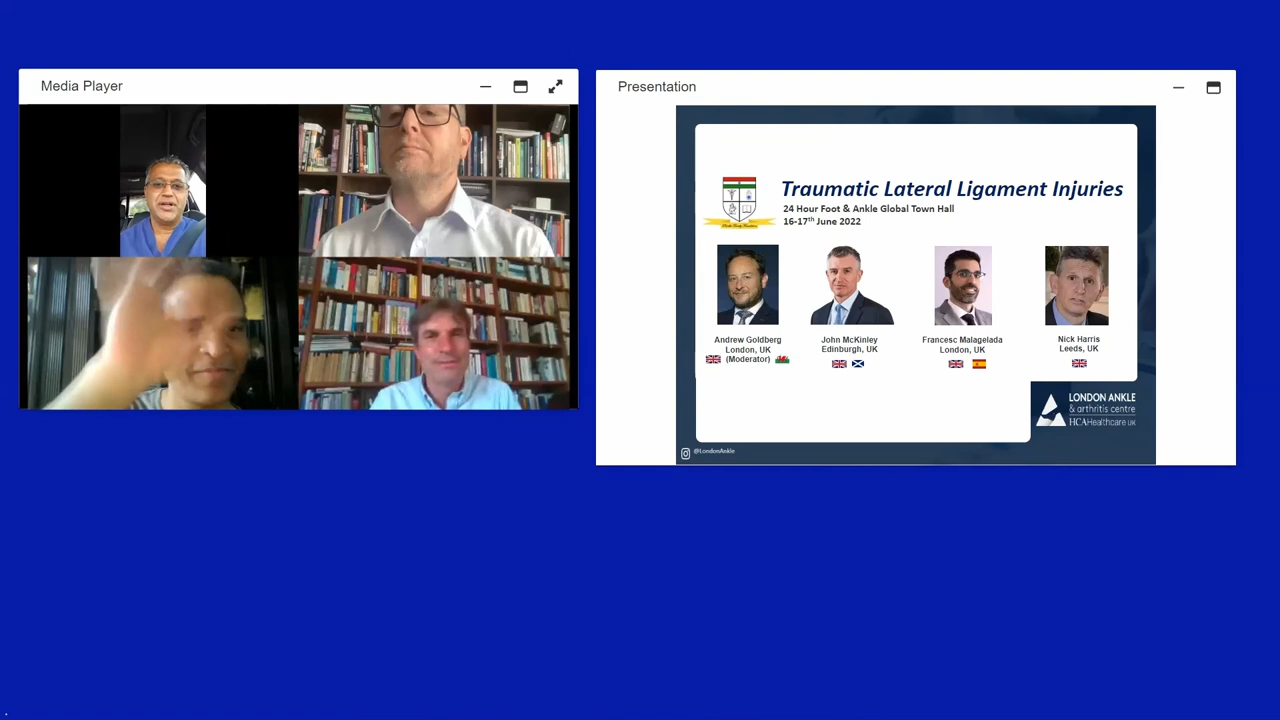 Media Player
Presentation
Traumatic Lateral Ligament Injuries
24 Hour Foot & Ankle Global Town Hall
16-17th June 2022
Andrew Goldberg
London, UK
(Moderator)
John McKinley
Edinburgh, UK
Francesc Malagelada
London, UK
Nick Harris
Leeds, UK
LONDON ANKLE
& arthritis centre
HCAHealthcare UK
@LondonAnkle